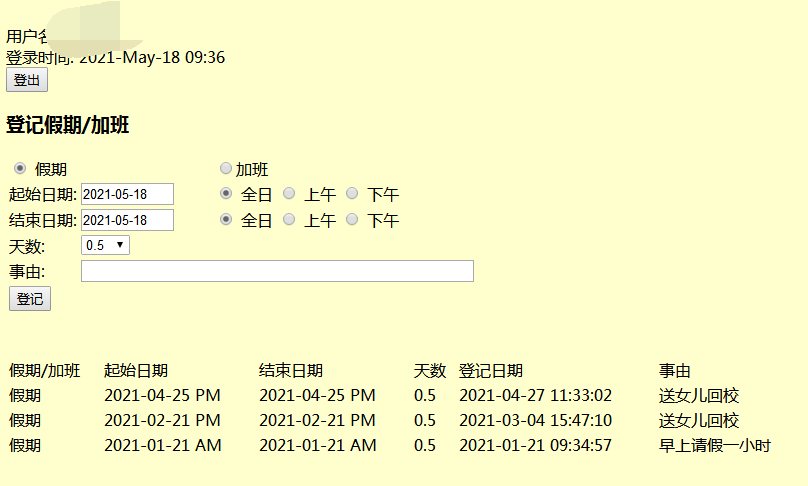 用户名
登录时间: 2021-May-18 09:36
登出
登记假期/加班
假期 加班
起始日期: 2021-05-18 全日 上午 下午
结束日期: 2021-05-18 全日 上午 下午
天数: 0.5
事由:
登记
假期/加班 起始日期 结束日期 天数 登记日期 事由
假期 2021-04-25 PM 2021-04-25 PM 0.5 2021-04-27 11:33:02 送女儿回校
假期 2021-02-21 PM 2021-02-21 PM 0.5 2021-03-04 15:47:10 送女儿回校
假期 2021-01-21 AM 2021-01-21 AM 0.5 2021-01-21 09:34:57 早上请假一小时